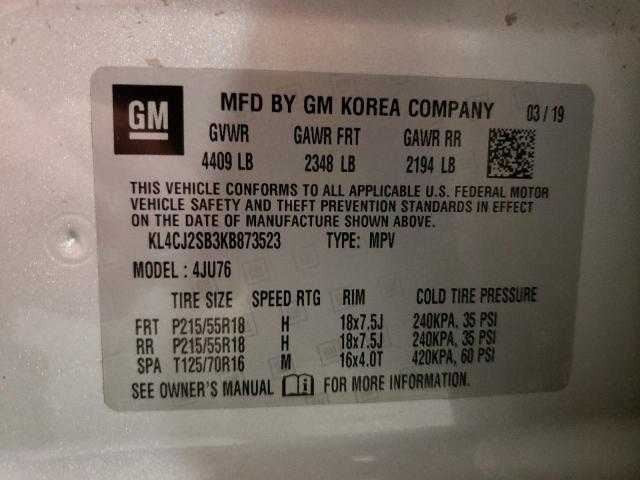 GM
MFD BY GM KOREA COMPANY 03 / 19
GVWR GAWR FRT GAWR RR
4409 LB 2348 LB 2194 LB
THIS VEHICLE CONFORMS TO ALL APPLICABLE U.S. FEDERAL MOTOR
VEHICLE SAFETY AND THEFT PREVENTION STANDARDS IN EFFECT
ON THE DATE OF MANUFACTURE SHOWN ABOVE.
KL4CJ2SB3KB873523 TYPE: MPV
MODEL : 4JU76
TIRE SIZE SPEED RTG RIM COLD TIRE PRESSURE
FRT P215/55R18 H 18x7.5J 240KPA, 35 PSI
RR P215/55R18 H 18x7.5J 240KPA, 35 PSI
SPA T125/70R16 M 16x4.0T 420KPA, 60 PSI
SEE OWNER'S MANUAL i FOR MORE INFORMATION.